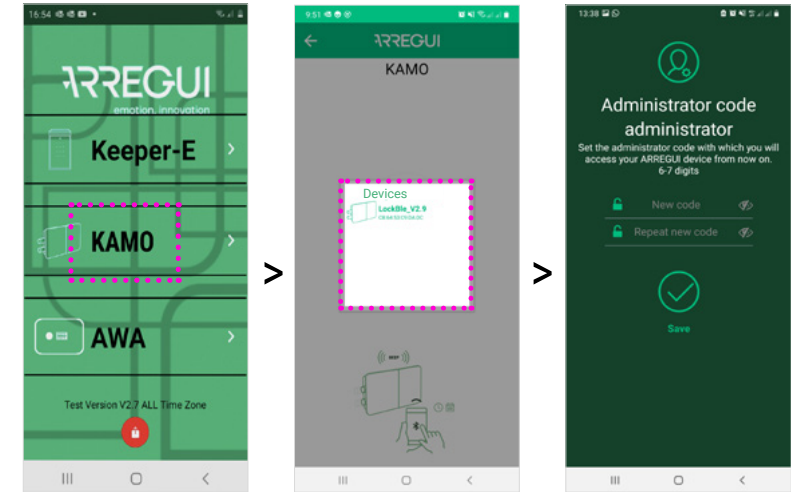 16:54
ARREGUI
emotion. innovation
Keeper-E
KAMO
AWA
Test Version V2.7 ALL Time Zone
>
9:51
ARREGUI
KAMO
Devices
LockBle_V2.9
BEEP
>
13:38
Administrator code
administrator
Set the administrator code with which you will
access your ARREGUI device from now on.
6-7 digits
New code
Repeat new code
Save